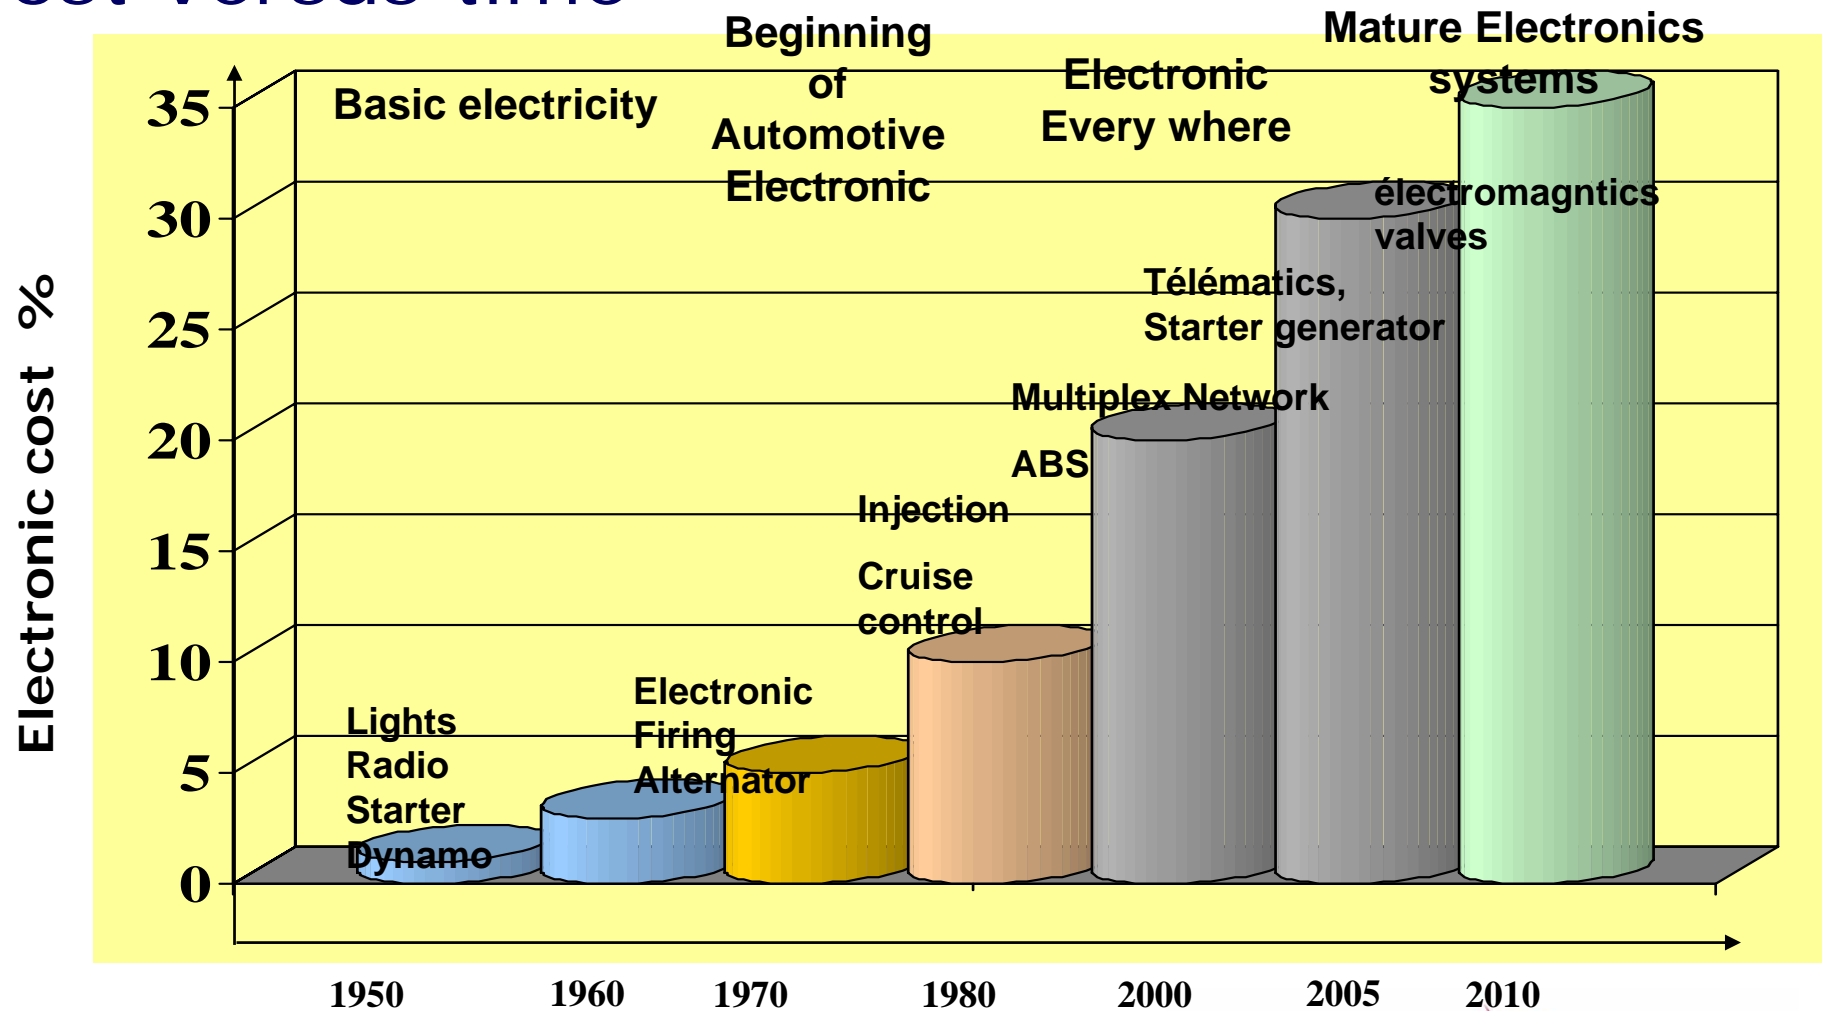 versus time
Basic electricity
Beginning
of
Automotive
Electronic
Electronic
Every where
Mature Electronics
systems
électromagntics
valves
Télématics,
Starter generator
Multiplex Network
ABS
Injection
Cruise
control
Electronic
Firing
Alternator
Lights
Radio
Starter
Dynamo
Electronic cost %
35
30
25
20
15
10
5
0
1950 1960 1970 1980 2000 2005 2010